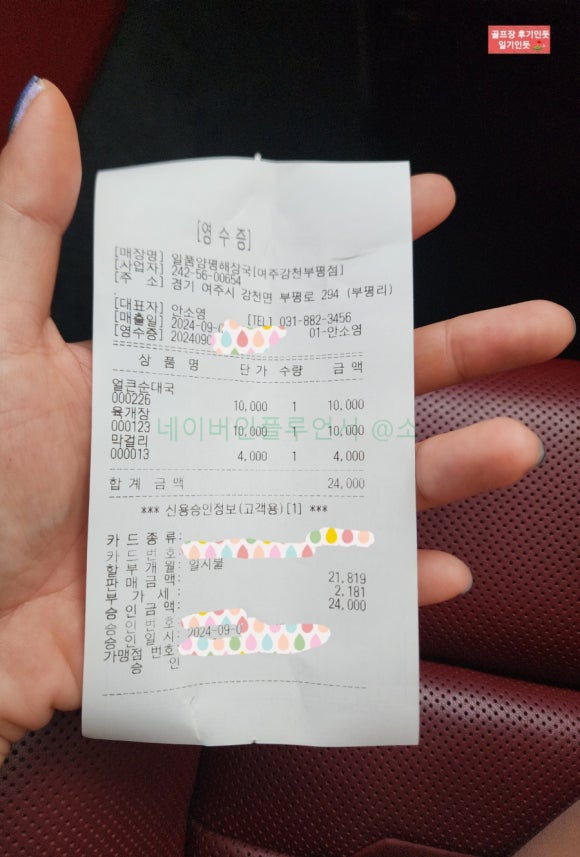 골프장 후기인듯
일기인듯
[영수증]
[매장명] 일품양평해장국[여주강천부평점]
[사업자] 242-56-00654
[주 소] 경기 여주시 강천면 부평로 294 (부평리)
.
[대표자] 안소영 [TEL] 031-882-3456
[매출일] 2024-09-0 01-안소영
[영수증] 2024090
상 품 명 단 가 수량 금 액
얼큰순대국
000226 10,000 1 10,000
육개장
000123 10,000 1 10,000
막걸리
000013 4,000 1 4,000
네이버인플루언서 @소
합 계 금 액 24,000
*** 신용승인정보(고객용)[1] ***
카 드 종 류:
카 드 번 호
할 부 개 월: 일시불
판 매 금 액: 21,819
부 가 세: 2,181
승 인 금 액: 24,000
승 인 번 호:
승 인 일 시: 2024-09-0
가맹점 번호:
승 인